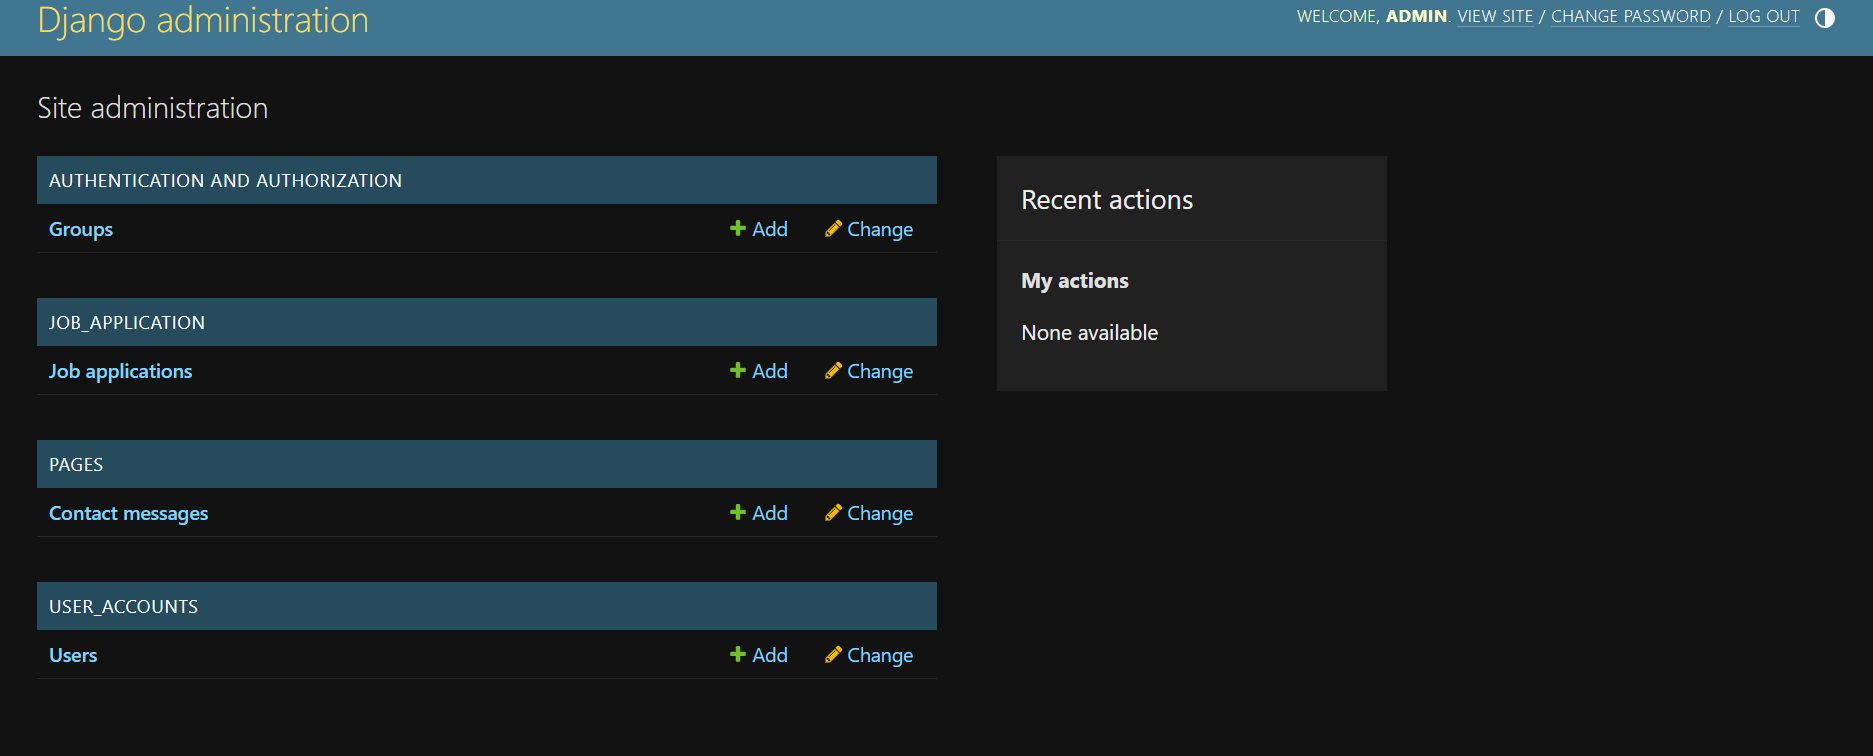 Django administration
WELCOME, ADMIN. VIEW SITE / CHANGE PASSWORD / LOG OUT
Site administration
AUTHENTICATION AND AUTHORIZATION
Groups Add Change
JOB_APPLICATION
Job applications Add Change
PAGES
Contact messages Add Change
USER_ACCOUNTS
Users Add Change
Recent actions
My actions
None available